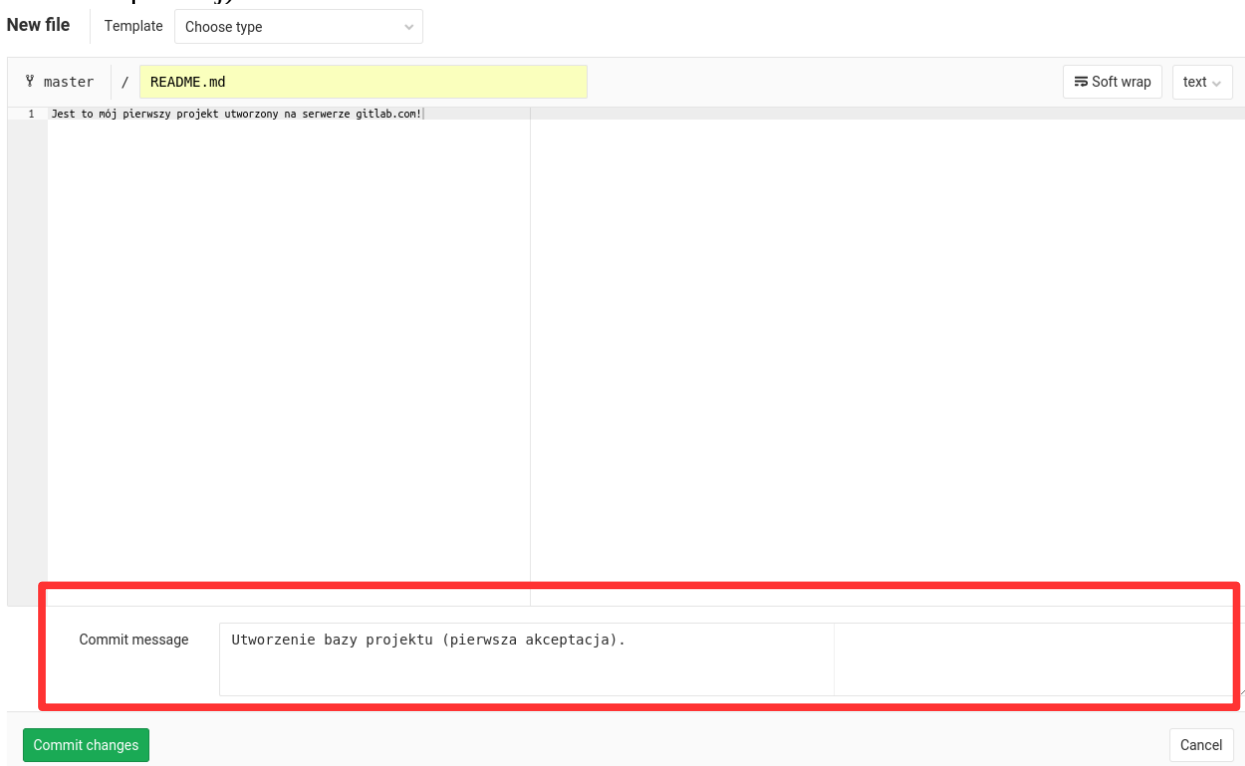 New file Template Choose type
master / README.md Soft wrap text
1 Jest to mój pierwszy projekt utworzony na serwerze gitlab.com!
Commit message Utworzenie bazy projektu (pierwsza akceptacja).
Commit changes Cancel